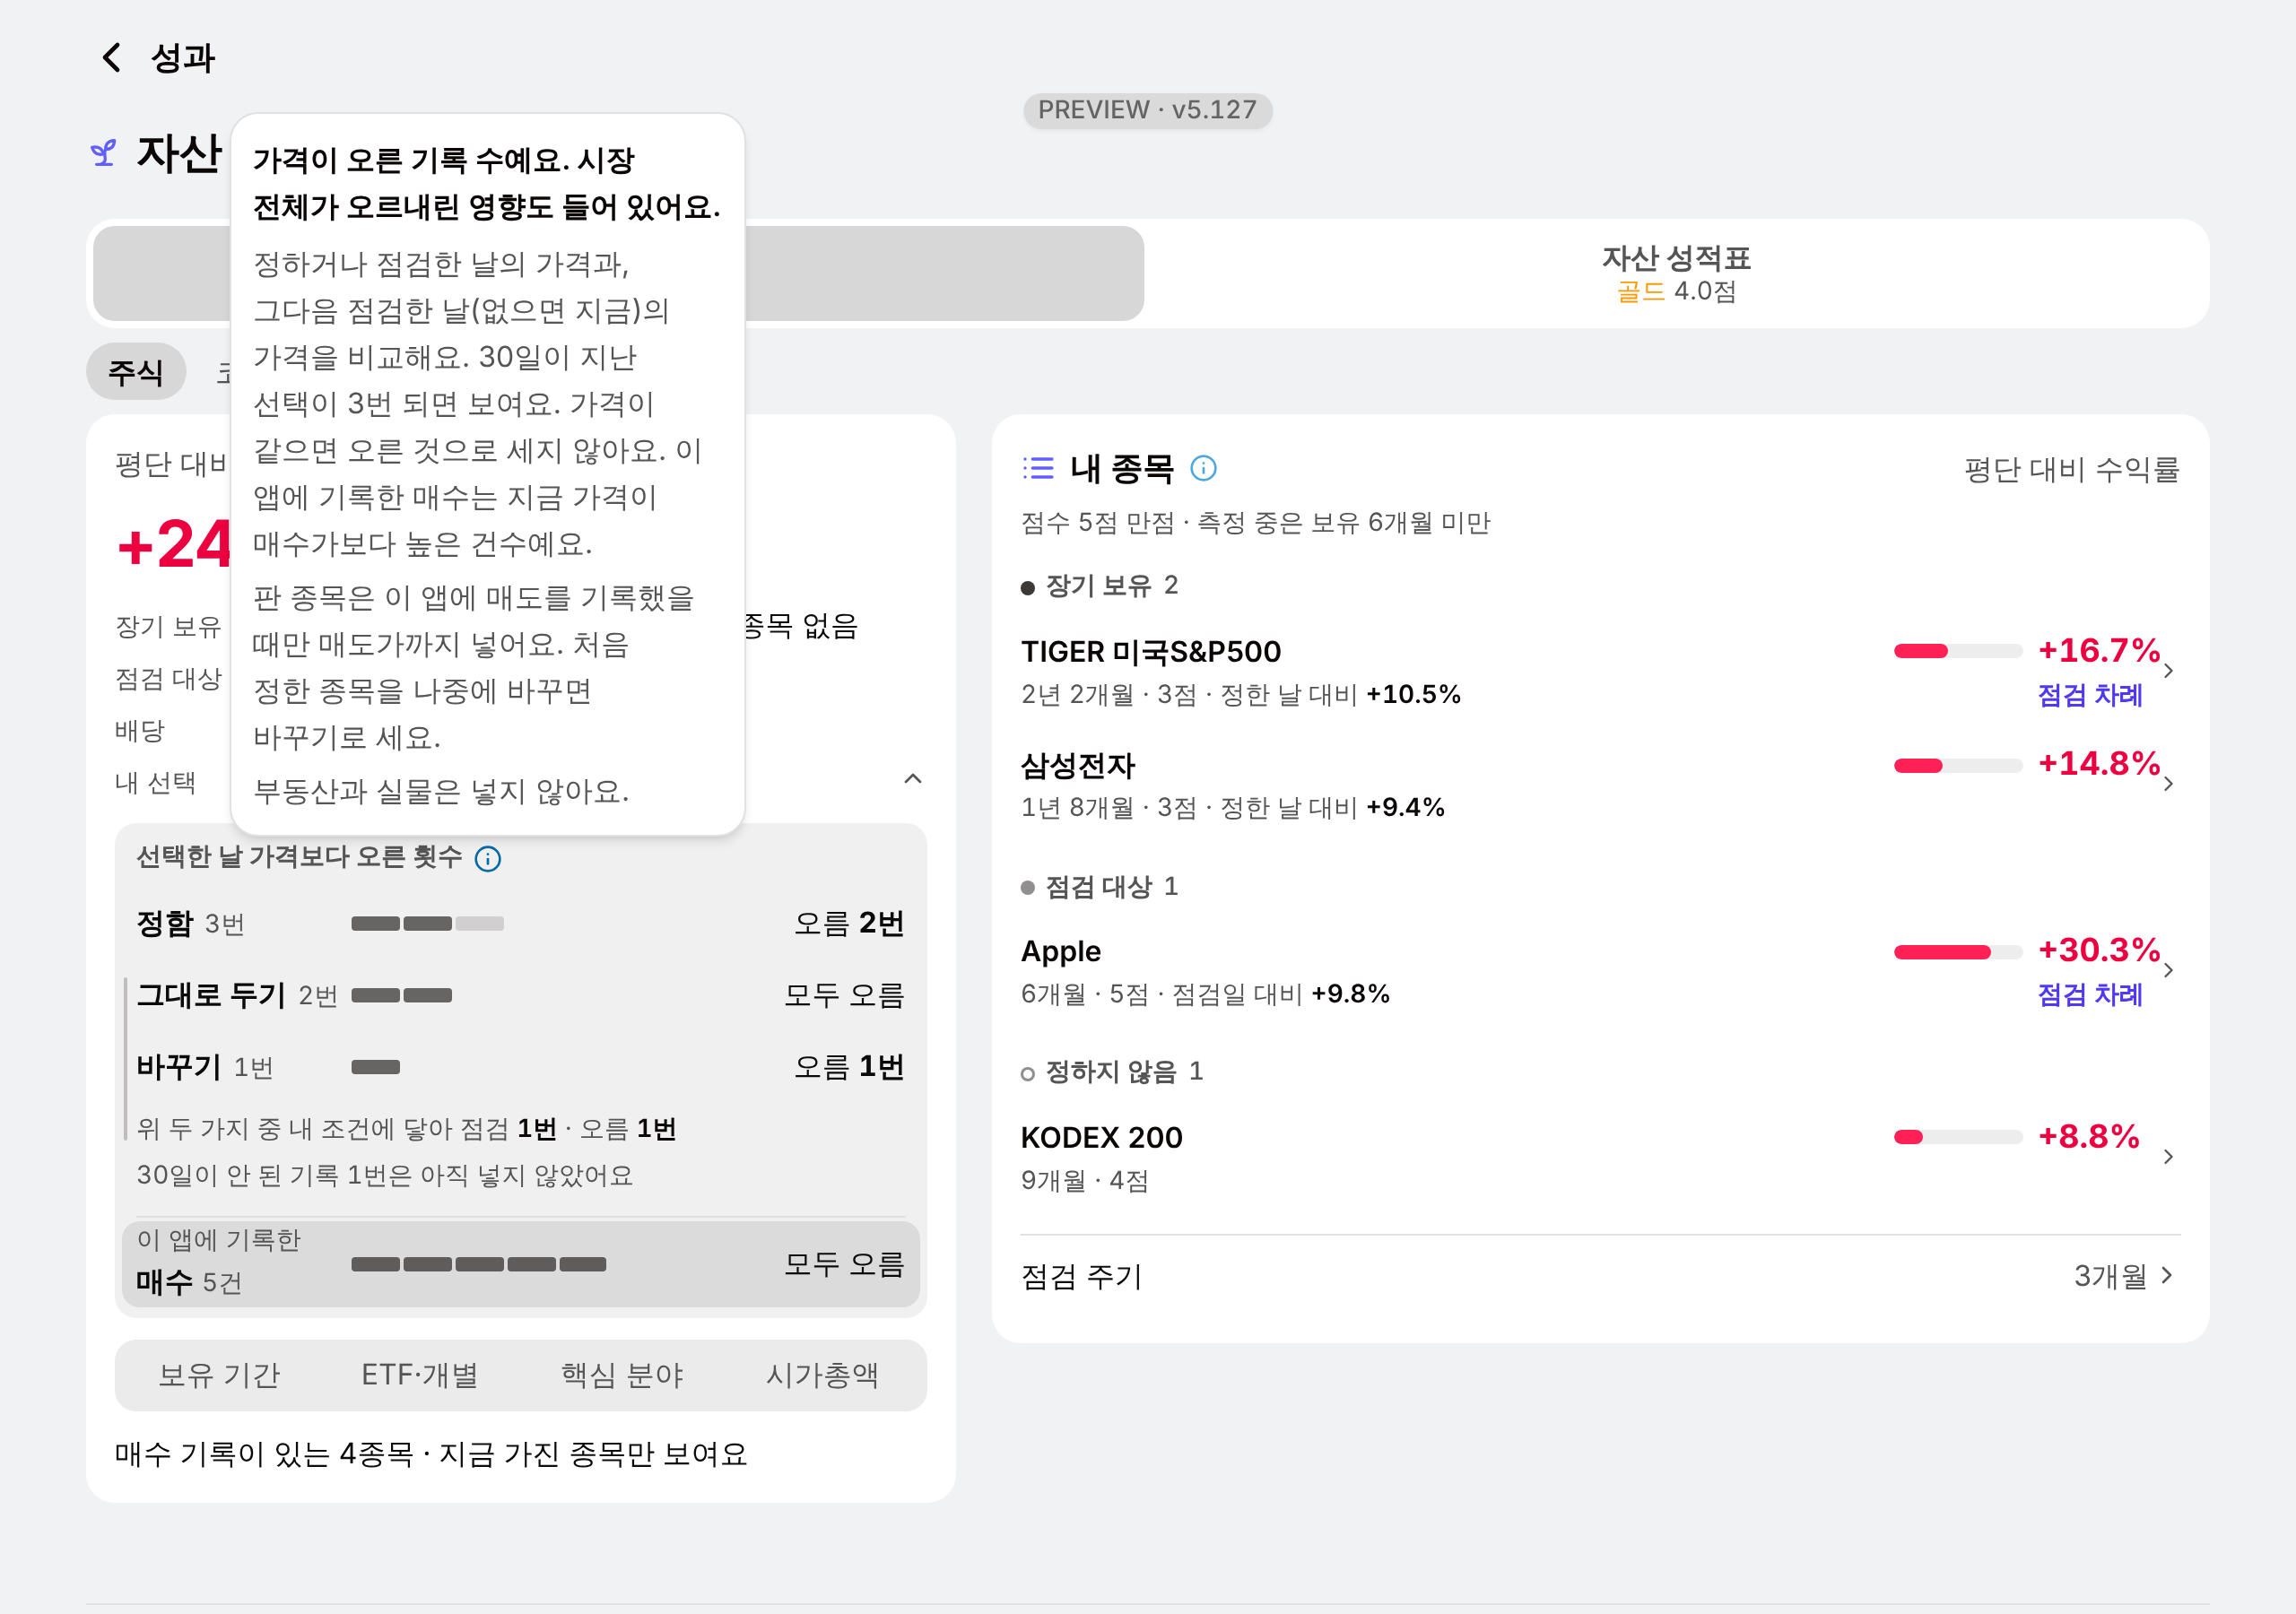 성과
PREVIEW · v5.127
자산
가격이 오른 기록 수예요. 시장
전체가 오르내린 영향도 들어 있어요.
정하거나 점검한 날의 가격과,
그다음 점검한 날(없으면 지금)의
가격을 비교해요. 30일이 지난
선택이 3번 되면 보여요. 가격이
같으면 오른 것으로 세지 않아요. 이
앱에 기록한 매수는 지금 가격이
매수가보다 높은 건수예요.
판 종목은 이 앱에 매도를 기록했을
때만 매도가까지 넣어요. 처음
정한 종목을 나중에 바꾸면
바꾸기로 세요.
부동산과 실물은 넣지 않아요.
자산 성적표
골드 4.0점
주식
평단 대비
+24
장기 보유
종목 없음
점검 대상
배당
내 선택
선택한 날 가격보다 오른 횟수
정함 3번
오름 2번
그대로 두기 2번
모두 오름
바꾸기 1번
오름 1번
위 두 가지 중 내 조건에 닿아 점검 1번 · 오름 1번
30일이 안 된 기록 1번은 아직 넣지 않았어요
이 앱에 기록한
매수 5건
모두 오름
보유 기간
ETF·개별
핵심 분야
시가총액
매수 기록이 있는 4종목 · 지금 가진 종목만 보여요
내 종목
평단 대비 수익률
점수 5점 만점 · 측정 중은 보유 6개월 미만
장기 보유 2
TIGER 미국S&P500
+16.7%
2년 2개월 · 3점 · 정한 날 대비 +10.5%
점검 차례
삼성전자
+14.8%
1년 8개월 · 3점 · 정한 날 대비 +9.4%
점검 대상 1
Apple
+30.3%
6개월 · 5점 · 점검일 대비 +9.8%
점검 차례
정하지 않음 1
KODEX 200
+8.8%
9개월 · 4점
점검 주기
3개월